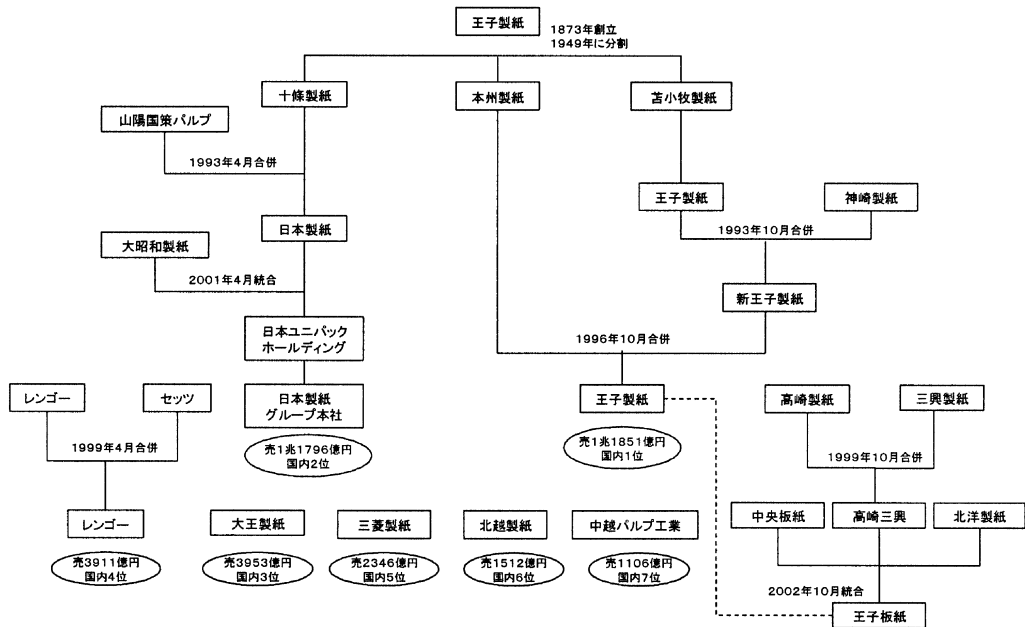 王子製紙
1873年創立
1949年に分割
十條製紙
本州製紙
苫小牧製紙
山陽国策パルプ
1993年4月合併
王子製紙
神崎製紙
日本製紙
1993年10月合併
大昭和製紙
2001年4月統合
新王子製紙
日本ユニパック
ホールディング
1996年10月合併
レンゴー
セッツ
日本製紙
グループ本社
王子製紙
高崎製紙
三興製紙
1999年4月合併
売1兆1796億円
国内2位
売1兆1851億円
国内1位
1999年10月合併
レンゴー
大王製紙
三菱製紙
北越製紙
中越パルプ工業
中央板紙
高崎三興
北洋製紙
売3911億円
国内4位
売3953億円
国内3位
売2346億円
国内5位
売1512億円
国内6位
売1106億円
国内7位
2002年10月統合
王子板紙